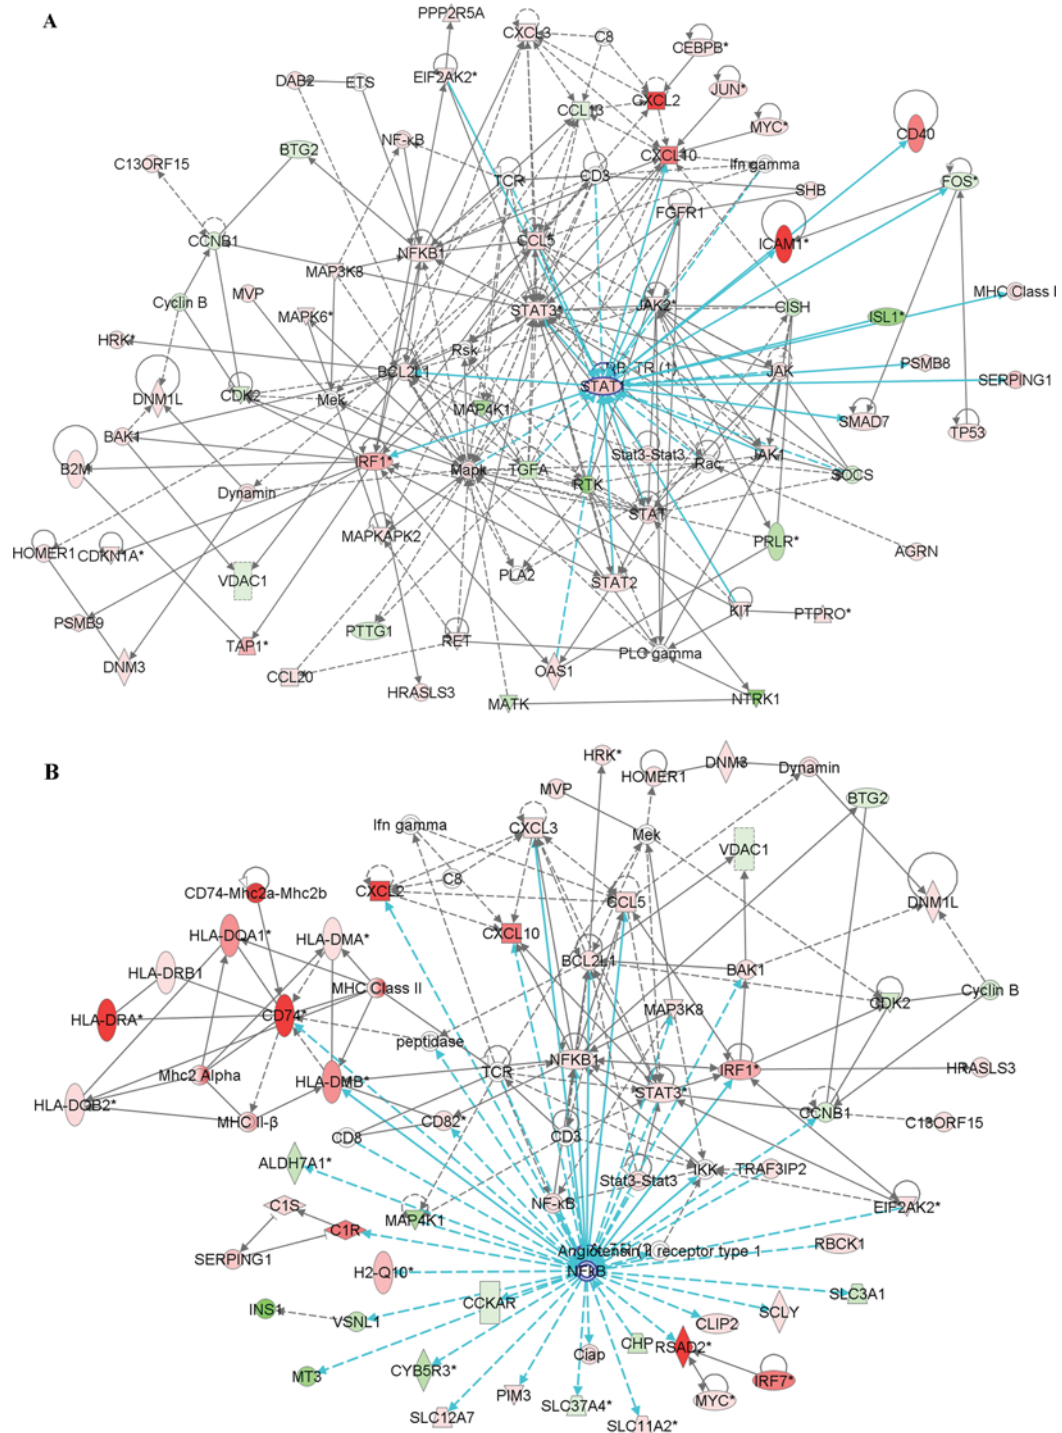 A
PPP2R5A
CXCL3
C8
CEBPB*
DAB2
ETS
EIF2AK2*
JUN*
CXCL2
CCL13
MYC*
CD40
NF-κB
BTG2
C13ORF15
CXCL10
Ifn gamma
TCR
CD3
SHB
FOS*
FGFR1
CCNB1
NFKB1
CCL5
ICAM1*
MAP3K8
MHC Class I
Cyclin B
MVP
MAPK6*
STAT3*
JAK2*
CISH
ISL1*
HRK*
Rsk
BCL2L1
JAK
PSMB8
SERPING1
DNM1L
CDK2
Mek
MAP4K1
SMAD7
TP53
BAK1
B2M*
IRF1*
Mapk
TGFA
Stat3-Stat3
Rac
JAK1
SOCS
RTK
Dynamin
STAT
HOMER1
CDKN1A*
MAPKAPK2
PRLR*
AGRN
VDAC1
PLA2
STAT2
PSMB9
PTTG1
KIT
PTPRO*
TAP1*
RET
PLC gamma
DNM3
CCL20
OAS1
HRASLS3
MATK
NTRK1
B
HRK*
HOMER1
DNM3
Dynamin
MVP
BTG2
Ifn gamma
CXCL3
Mek
VDAC1
CD74-Mhc2a-Mhc2b
CXCL2
C8
CCL5
DNM1L
HLA-DQA1*
HLA-DMA*
CXCL10
BCL2L1
BAK1
HLA-DRB1
MHC Class II
CDK2
Cyclin B
HLA-DRA*
CD74*
MAP3K8
peptidase
NFKB1
Mhc2 Alpha
HLA-DMB*
TCR
IRF1*
HRASLS3
STAT3*
HLA-DQB2*
MHC II-β
CD82*
CCNB1
C13ORF15
CD8
CD3
ALDH7A1*
IKK
TRAF3IP2
Stat3-Stat3
C1S
NF-κB
EIF2AK2*
MAP4K1
C1R
SERPING1
Angiotensin II receptor type 1
RBCK1
H2-Q10*
NFkB
SLC3A1
INS1
VSNL1
CCKAR
SCLY
CLIP2
CHP
RSAD2*
MT3
CYB5R3*
Ciap
IRF7*
PIM3
MYC*
SLC12A7
SLC37A4*
SLC11A2*